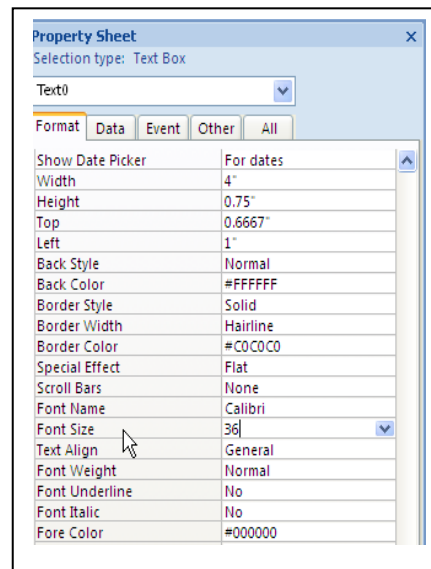 Property Sheet
Selection type: Text Box
Text0
Format Data Event Other All
Show Date Picker For dates
Width 4"
Height 0.75"
Top 0.6667"
Left 1"
Back Style Normal
Back Color #FFFFFF
Border Style Solid
Border Width Hairline
Border Color #C0C0C0
Special Effect Flat
Scroll Bars None
Font Name Calibri
Font Size 36
Text Align General
Font Weight Normal
Font Underline No
Font Italic No
Fore Color #000000